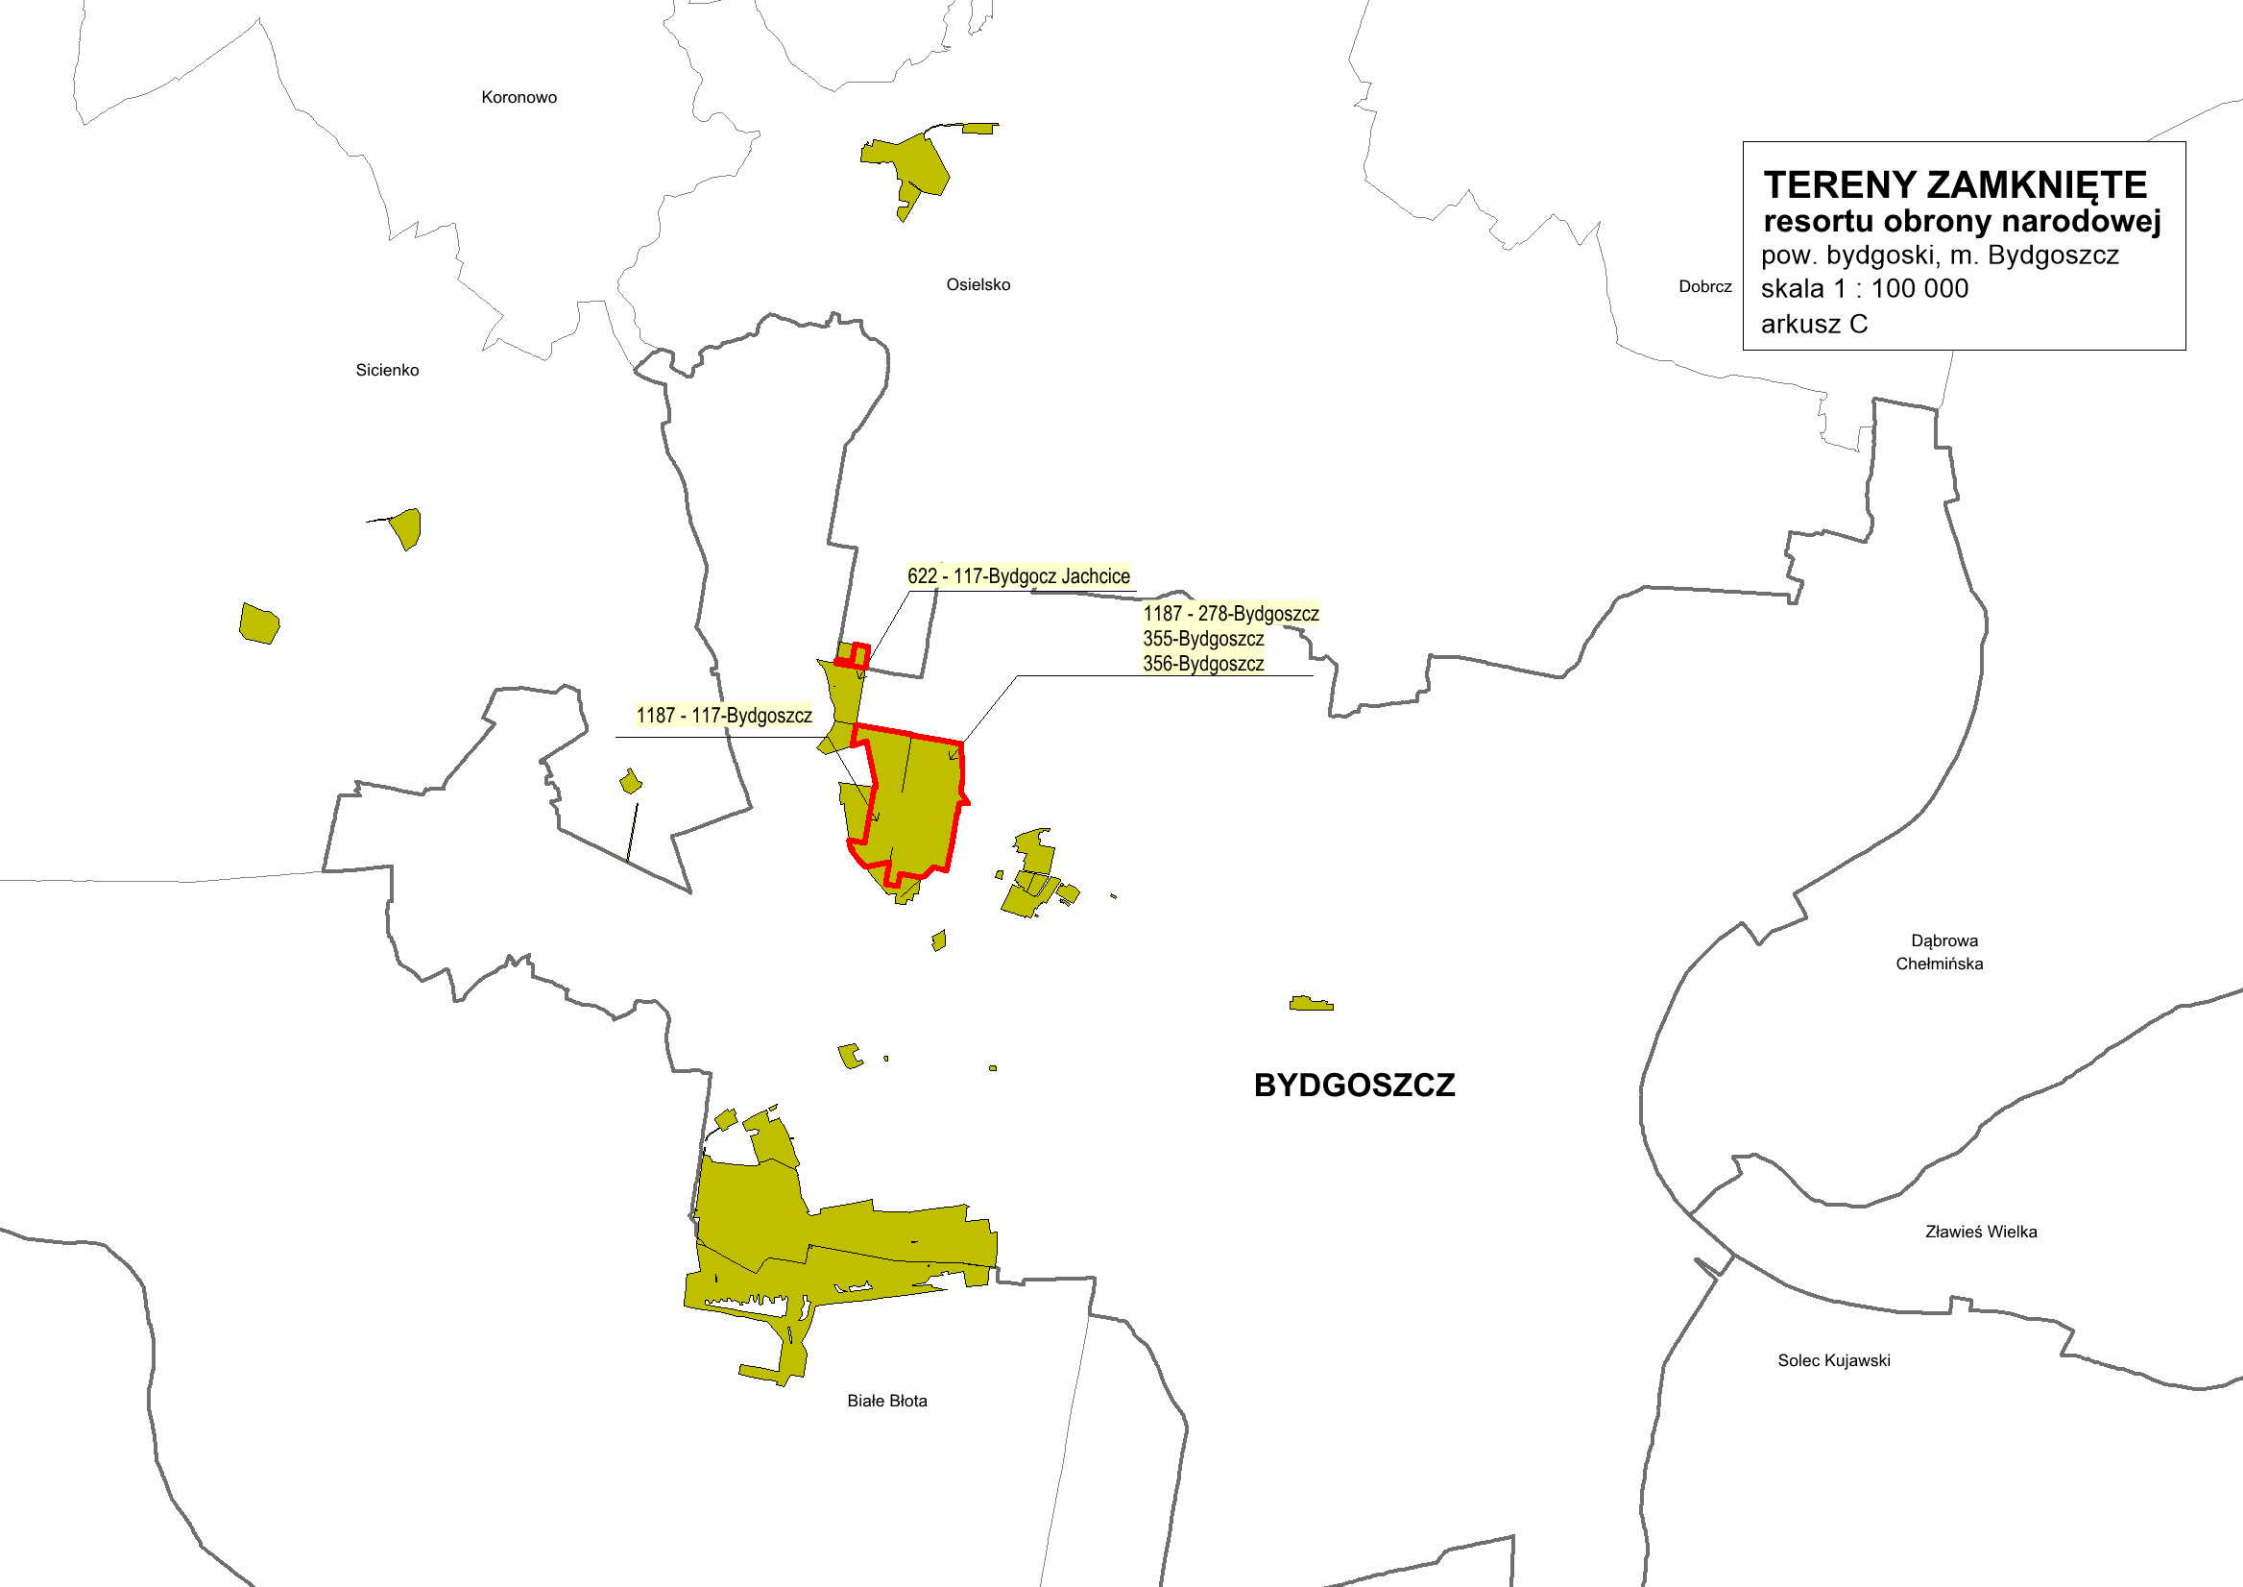 Koronowo
TERENY ZAMKNIĘTE
resortu obrony narodowej
pow. bydgoski, m. Bydgoszcz
skala 1 : 100 000
arkusz C
Osielsko
Dobrcz
Sicienko
622 - 117-Bydgocz Jachcice
1187 - 278-Bydgoszcz
355-Bydgoszcz
356-Bydgoszcz
1187 - 117-Bydgoszcz
Dąbrowa
Chełmińska
BYDGOSZCZ
Zławieś Wielka
Solec Kujawski
Białe Błota